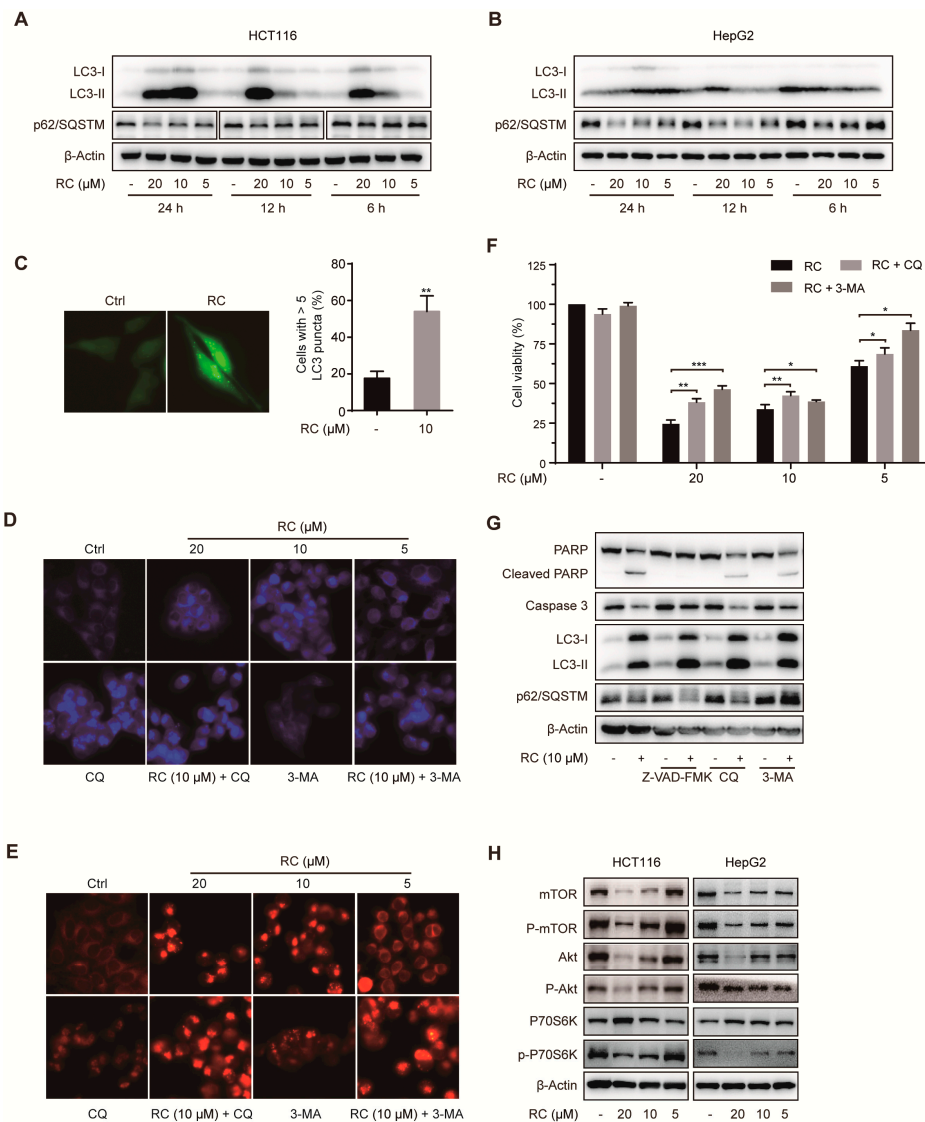 A
HCT116
LC3-I
LC3-II
p62/SQSTM
β-Actin
RC (μM) - 20 10 5 - 20 10 5 - 20 10 5
24 h 12 h 6 h
B
HepG2
LC3-I
LC3-II
p62/SQSTM
β-Actin
RC (μM) - 20 10 5 - 20 10 5 - 20 10 5
24 h 12 h 6 h
C
Ctrl RC
Cells with > 5
LC3 puncta (%)
80
60
40
20
0
**
RC (μM) - 10
F
RC RC + CQ
RC + 3-MA
Cell viablity (%)
125
100
75
50
25
0
***
**
*
**
*
*
RC (μM) - 20 10 5
D
RC (μM)
Ctrl 20 10 5
CQ RC (10 μM) + CQ 3-MA RC (10 μM) + 3-MA
G
PARP
Cleaved PARP
Caspase 3
LC3-I
LC3-II
p62/SQSTM
β-Actin
RC (10 μM) - + - + - + - +
Z-VAD-FMK CQ 3-MA
E
RC (μM)
Ctrl 20 10 5
CQ RC (10 μM) + CQ 3-MA RC (10 μM) + 3-MA
H
HCT116 HepG2
mTOR
P-mTOR
Akt
P-Akt
P70S6K
p-P70S6K
β-Actin
RC (μM) - 20 10 5 - 20 10 5